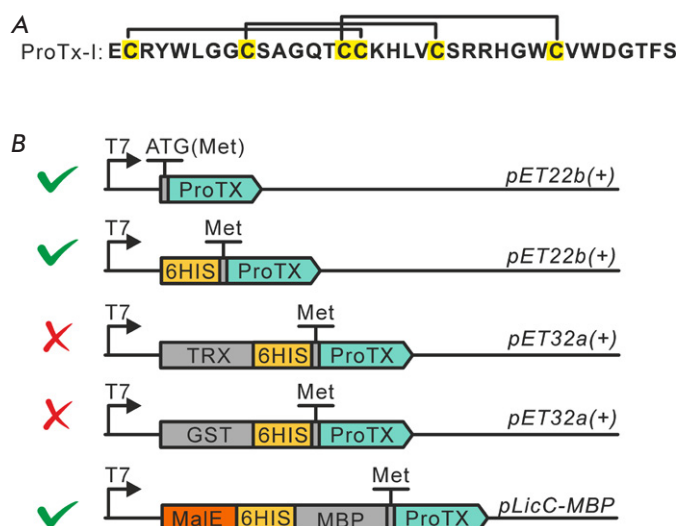 A
ProTx-I: ECRYWLGGCSAGQTCCKHLVCSRRHGWCVWDGTFS
B
T7 ATG(Met)
ProTX pET22b(+)
T7 Met
6HIS ProTX pET22b(+)
T7 Met
TRX 6HIS ProTX pET32a(+)
T7 Met
GST 6HIS ProTX pET32a(+)
T7 Met
MalE 6HIS MBP ProTX pLicC-MBP